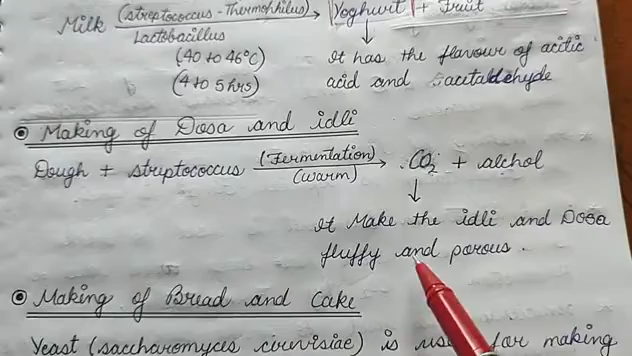 Milk (streptococcus - Thermophilus) Yoghurt + Fruit
Lactobacillus
(40 to 46°C)
(4 to 5 hrs)
It has the flavour of acitic
acid and acetaldehyde
Making of Dosa and idli
Dough + streptococcus (Fermentation) CO2 + alchol
(warm)
It Make the idli and Dosa
fluffy and porous.
Making of Bread and Cake
Yeast (saccharomyces cirevisiae) is for making